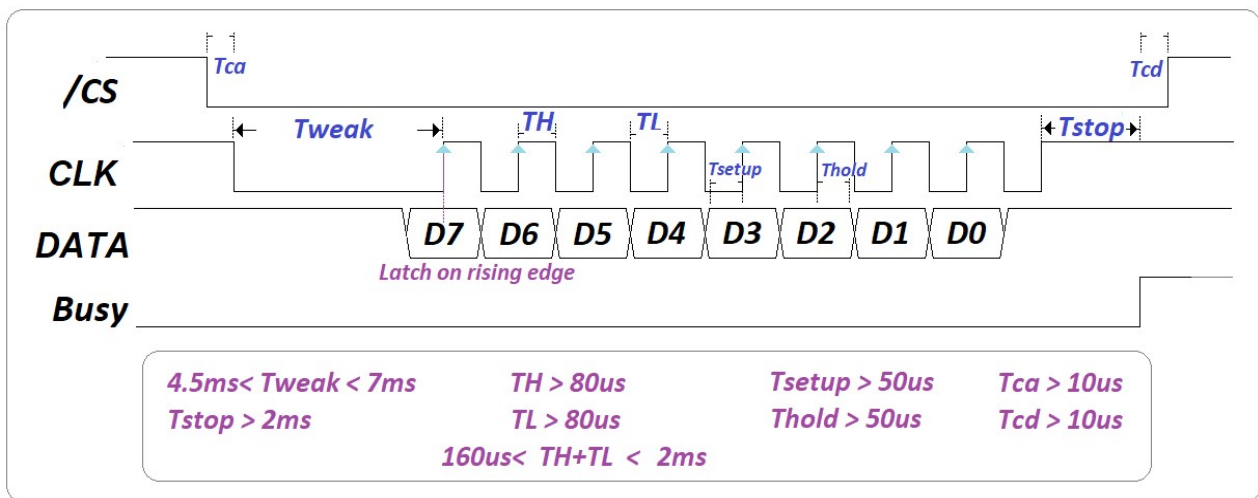 Tca
Tcd
/CS
Tweak
TH
TL
Tstop
CLK
Tsetup
Thold
DATA
D7 D6 D5 D4 D3 D2 D1 D0
Latch on rising edge
Busy
4.5ms< Tweak < 7ms TH > 80us Tsetup > 50us Tca > 10us
Tstop > 2ms TL > 80us Thold > 50us Tcd > 10us
160us< TH+TL < 2ms